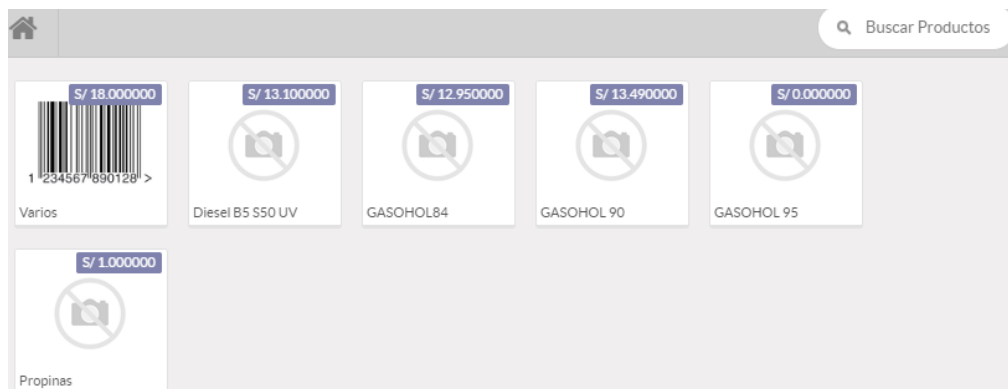 Buscar Productos
S/ 18.000000
1 234567 890128 >
Varios
S/ 13.100000
Diesel B5 S50 UV
S/ 12.950000
GASOHOL84
S/ 13.490000
GASOHOL 90
S/ 0.000000
GASOHOL 95
S/ 1.000000
Propinas